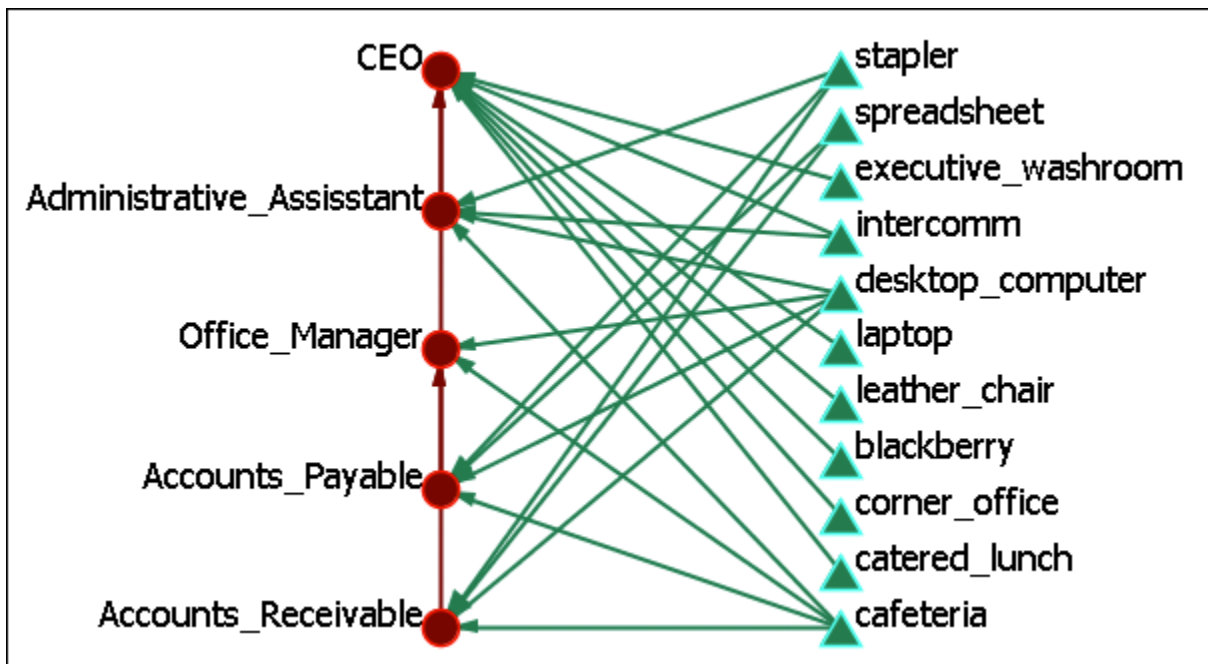 CEO
Administrative_Assisstant
Office_Manager
Accounts_Payable
Accounts_Receivable
stapler
spreadsheet
executive_washroom
intercomm
desktop_computer
laptop
leather_chair
blackberry
corner_office
catered_lunch
cafeteria